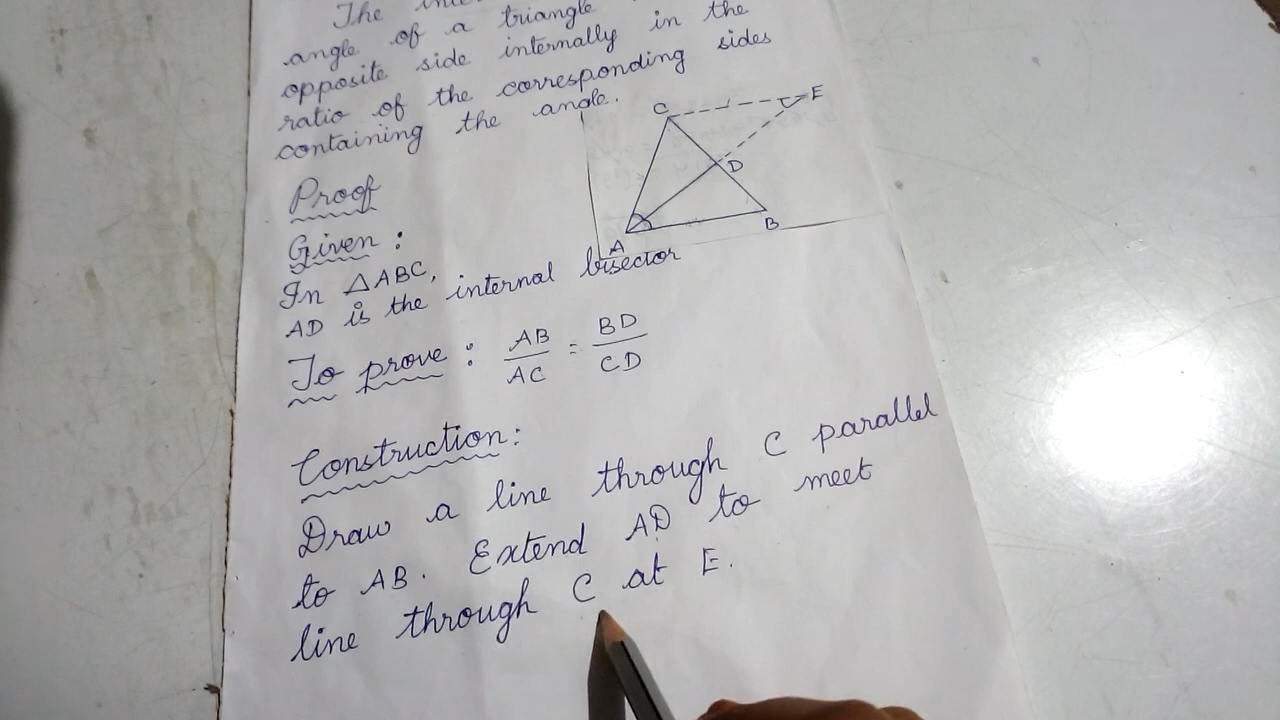 The
angle of a triangle
opposite side internally in the
ratio of the corresponding sides
containing the angle.
C
E
D
A
B
Proof
Given :
In △ABC,
AD is the internal bisector
To prove : AB/AC = BD/CD
Construction:
Draw a line through C parallel
to AB. Extend AD to meet
line through C at E.